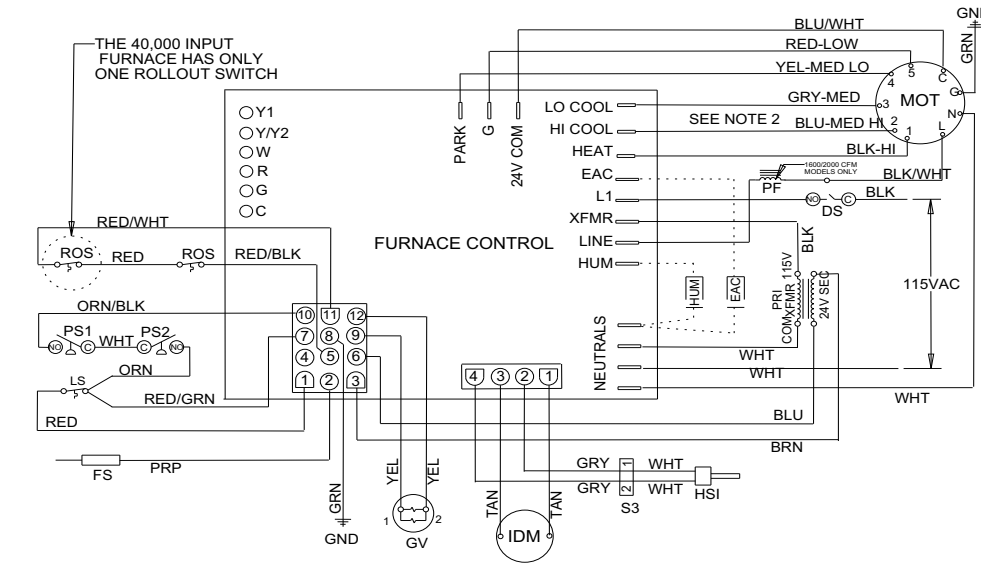 THE 40,000 INPUT
FURNACE HAS ONLY
ONE ROLLOUT SWITCH
BLU/WHT
RED-LOW
YEL-MED LO
GRY-MED
SEE NOTE 2
BLU-MED HI
BLK-HI
GND
GRN
MOT
5
C
4
G
3
N
2
1
L
1600/2000 CFM
MODELS ONLY
BLK/WHT
PF
NO
C
BLK
DS
115VAC
Y1
Y/Y2
W
R
G
C
PARK
G
24V COM
LO COOL
HI COOL
HEAT
EAC
L1
XFMR
LINE
HUM
NEUTRALS
FURNACE CONTROL
HUM
EAC
BLK
COM
PRI
XFMR
115V
24V SEC
WHT
WHT
WHT
BLU
BRN
RED/WHT
ROS
RED
ROS
RED/BLK
ORN/BLK
PS1
WHT
PS2
NO
C
C
NO
ORN
LS
RED/GRN
RED
FS
PRP
10 11 12
7 8 9
4 5 6
1 2 3
GRN
GND
YEL
YEL
1
2
GV
4 3 2 1
TAN
TAN
IDM
GRY
GRY
1
2
S3
WHT
WHT
HSI